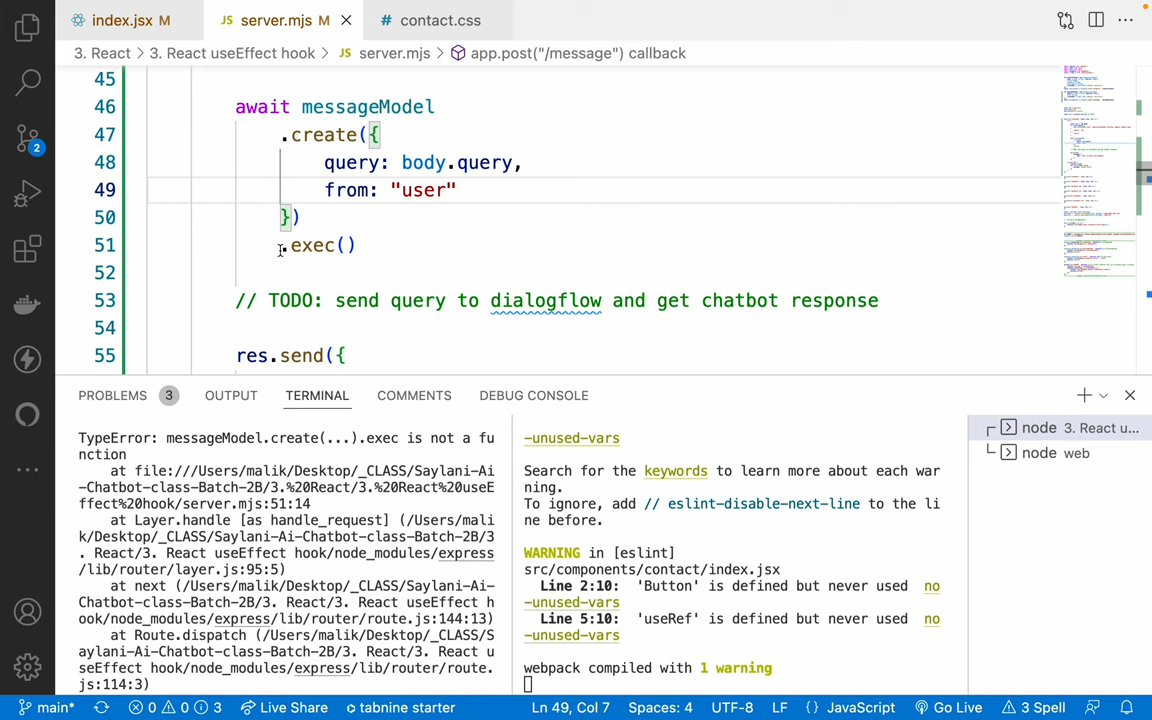 index.jsx M
JS server.mjs M
# contact.css
3. React > 3. React useEffect hook > JS server.mjs > app.post("/message") callback
45
46 await messageModel
47 .create({
48 query: body.query,
49 from: "user"
50 })
51 .exec()
52
53 // TODO: send query to dialogflow and get chatbot response
54
55 res.send({
PROBLEMS 3 OUTPUT TERMINAL COMMENTS DEBUG CONSOLE
TypeError: messageModel.create(...).exec is not a fu
nction
at file:///Users/malik/Desktop/_CLASS/Saylani-Ai
-Chatbot-class-Batch-2B/3.%20React/3.%20React%20useE
ffect%20hook/server.mjs:51:14
at Layer.handle [as handle_request] (/Users/mali
k/Desktop/_CLASS/Saylani-Ai-Chatbot-class-Batch-2B/3
. React/3. React useEffect hook/node_modules/express
/lib/router/layer.js:95:5)
at next (/Users/malik/Desktop/_CLASS/Saylani-Ai-
Chatbot-class-Batch-2B/3. React/3. React useEffect h
ook/node_modules/express/lib/router/route.js:144:13)
at Route.dispatch (/Users/malik/Desktop/_CLASS/S
aylani-Ai-Chatbot-class-Batch-2B/3. React/3. React u
seEffect hook/node_modules/express/lib/router/route.
js:114:3)
-unused-vars
Search for the keywords to learn more about each war
ning.
To ignore, add // eslint-disable-next-line to the li
ne before.
WARNING in [eslint]
src/components/contact/index.jsx
Line 2:10: 'Button' is defined but never used no
-unused-vars
Line 5:10: 'useRef' is defined but never used no
-unused-vars
webpack compiled with 1 warning
node 3. React u...
node web
2
main* 0 0 3 Live Share tabnine starter Ln 49, Col 7 Spaces: 4 UTF-8 LF {} JavaScript Go Live 3 Spell